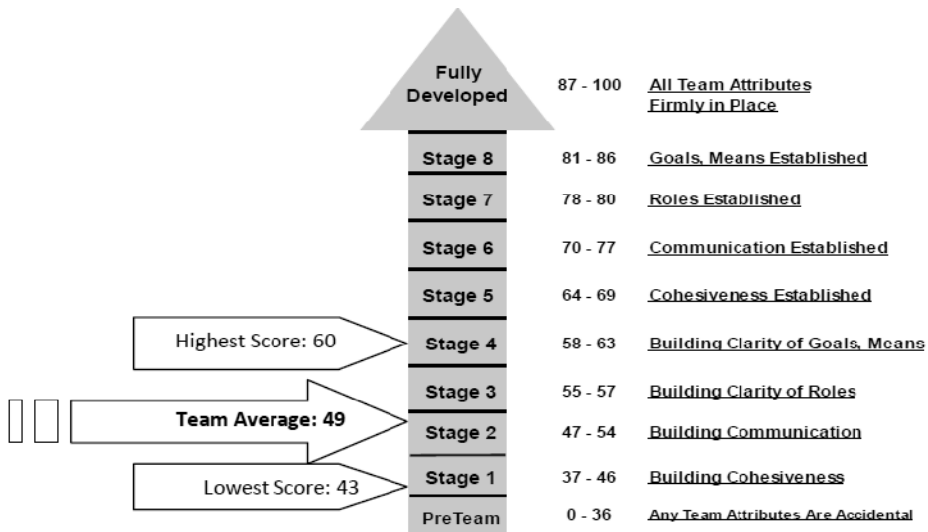 Fully
Developed
87 - 100
All Team Attributes
Firmly in Place
Stage 8
81 - 86
Goals, Means Established
Stage 7
78 - 80
Roles Established
Stage 6
70 - 77
Communication Established
Stage 5
64 - 69
Cohesiveness Established
Highest Score: 60
Stage 4
58 - 63
Building Clarity of Goals, Means
Stage 3
55 - 57
Building Clarity of Roles
Team Average: 49
Stage 2
47 - 54
Building Communication
Stage 1
37 - 46
Building Cohesiveness
Lowest Score: 43
PreTeam
0 - 36
Any Team Attributes Are Accidental